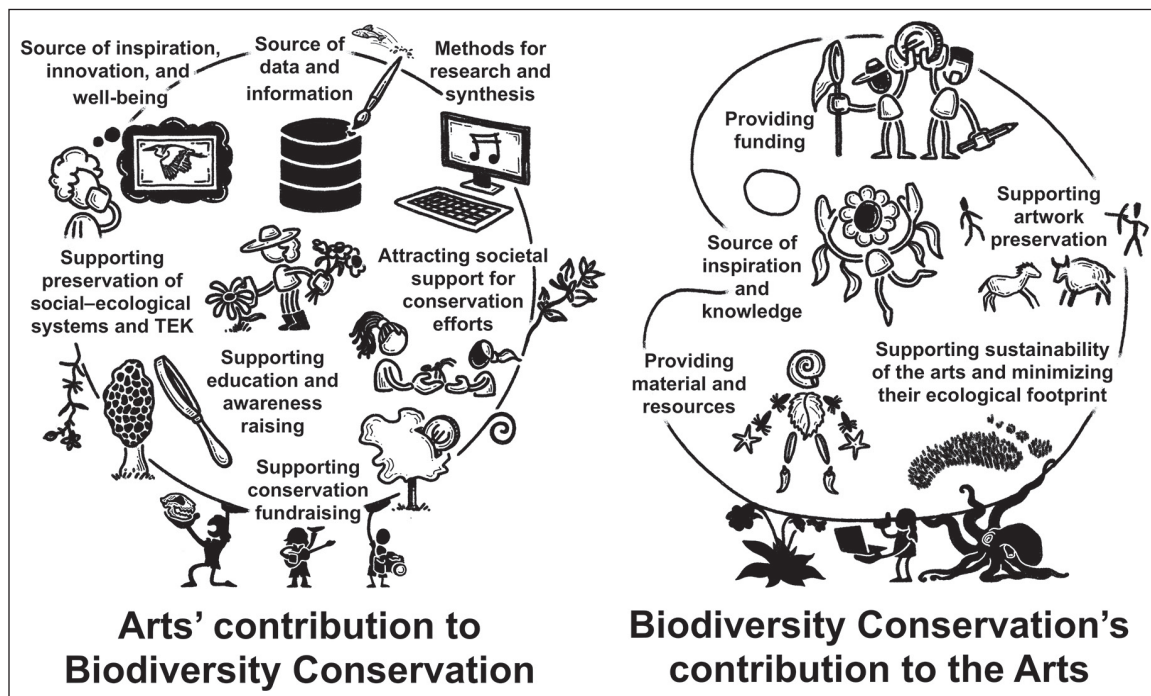 Source of inspiration,
innovation, and
well-being
Source of
data and
information
Methods for
research and
synthesis
Supporting
preservation of
social–ecological
systems and TEK
Attracting societal
support for
conservation
efforts
Supporting
education and
awareness
raising
Supporting
conservation
fundraising
Arts’ contribution to
Biodiversity Conservation
Providing
funding
Source of
inspiration
and
knowledge
Supporting
artwork
preservation
Providing
material and
resources
Supporting sustainability
of the arts and minimizing
their ecological footprint
Biodiversity Conservation’s
contribution to the Arts